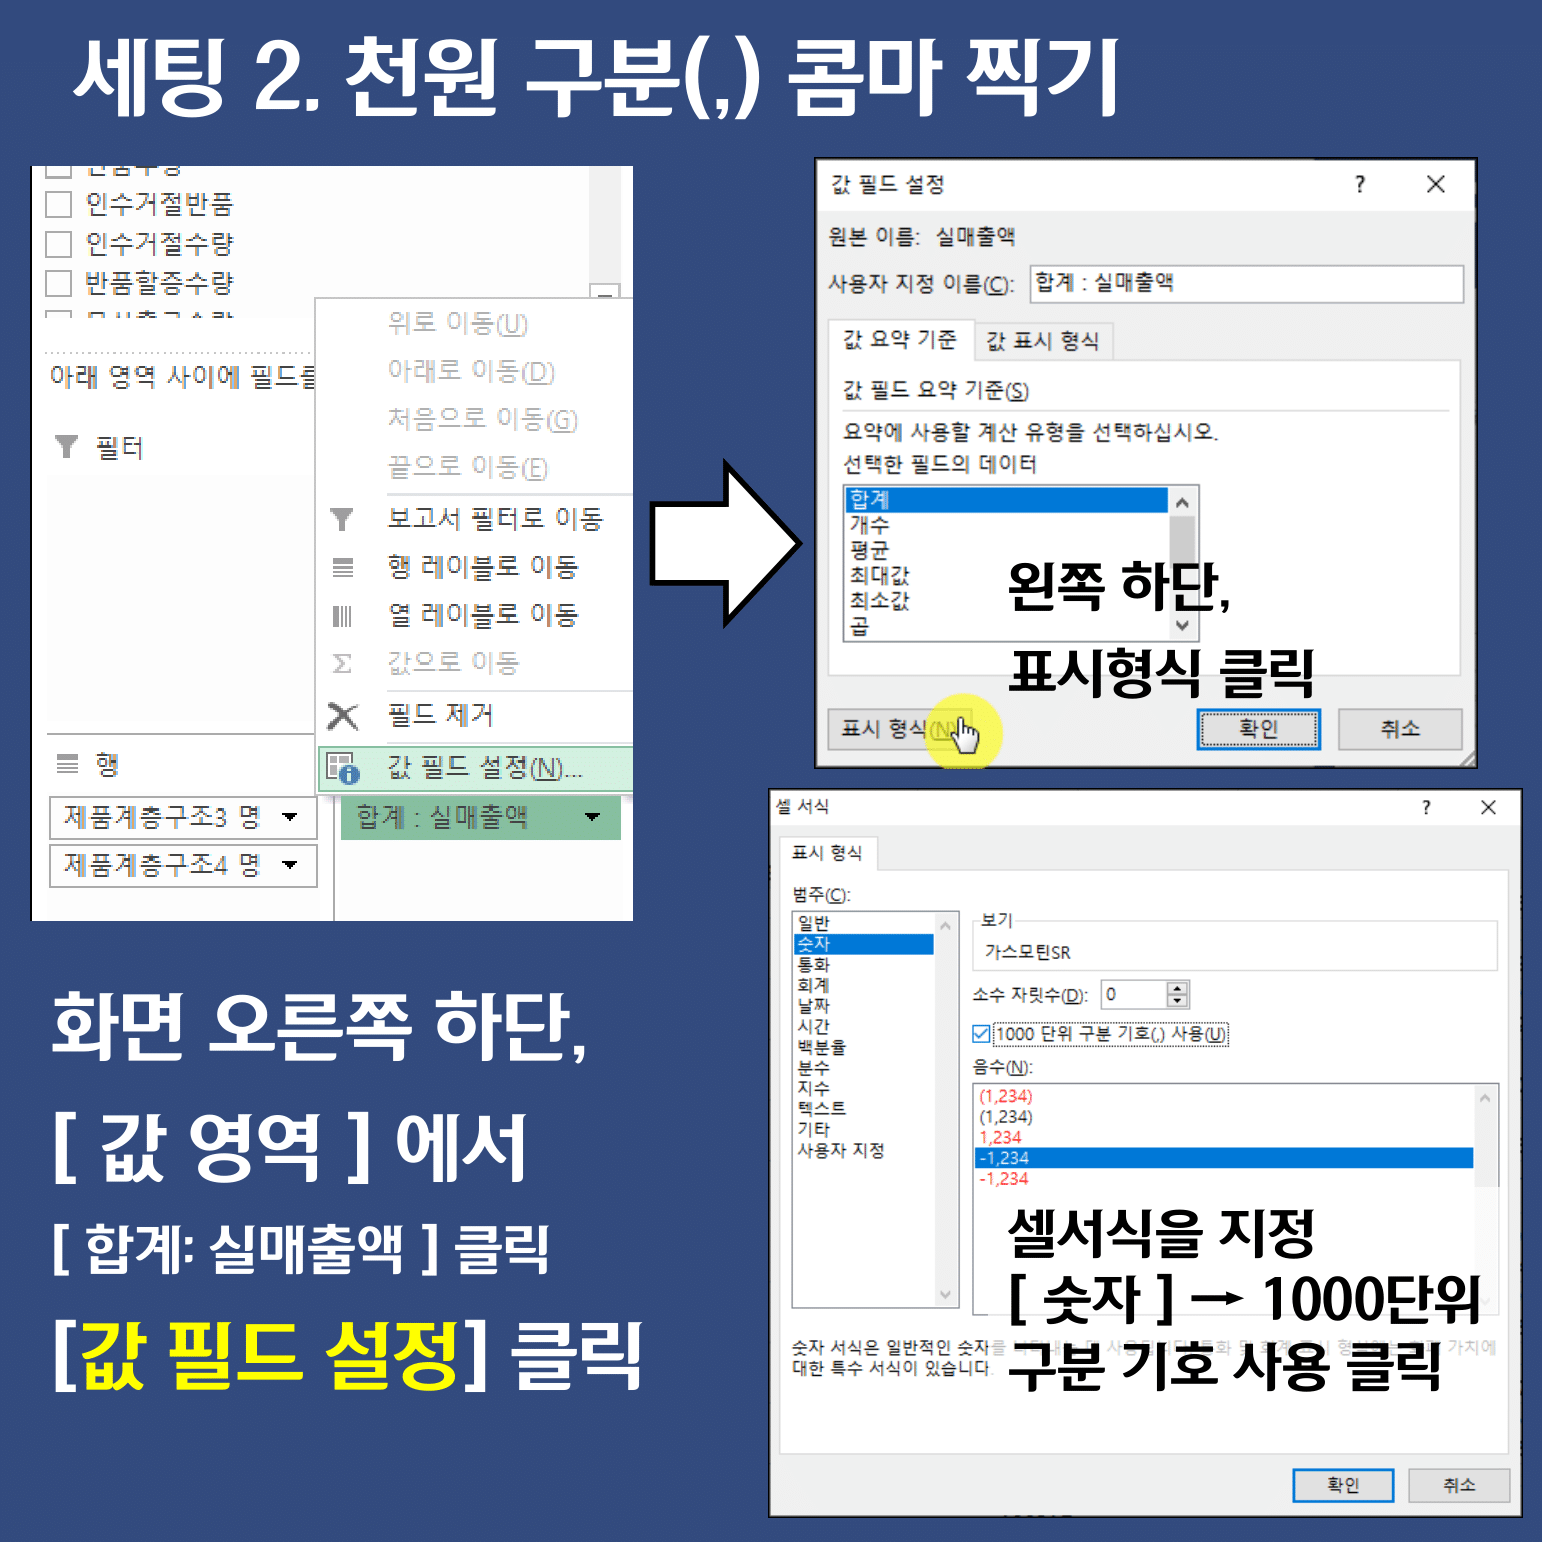 세팅 2. 천원 구분(,) 콤마 찍기
인수거절반품
인수거절수량
반품할증수량
아래 영역 사이에 필드를
필터
위로 이동(U)
아래로 이동(D)
처음으로 이동(G)
끝으로 이동(E)
보고서 필터로 이동
행 레이블로 이동
열 레이블로 이동
Σ 값으로 이동
필드 제거
값 필드 설정(N)...
행
제품계층구조3 명
제품계층구조4 명
합계 : 실매출액
화면 오른쪽 하단,
[ 값 영역 ] 에서
[ 합계: 실매출액 ] 클릭
[값 필드 설정] 클릭
값 필드 설정 ?
원본 이름: 실매출액
사용자 지정 이름(C): 합계 : 실매출액
값 요약 기준 값 표시 형식
값 필드 요약 기준(S)
요약에 사용할 계산 유형을 선택하십시오.
선택한 필드의 데이터
합계
개수
평균
최대값
최소값
곱
왼쪽 하단,
표시형식 클릭
표시 형식(N) 확인 취소
셀 서식 ?
표시 형식
범주(C):
일반
숫자
통화
회계
날짜
시간
백분율
분수
지수
텍스트
기타
사용자 지정
보기
가스모틴SR
소수 자릿수(D): 0
1000 단위 구분 기호(,) 사용(U)
음수(N):
(1,234)
(1,234)
1,234
-1,234
-1,234
셀서식을 지정
[ 숫자 ] → 1000단위
구분 기호 사용 클릭
숫자 서식은 일반적인 숫자를 가치에
대한 특수 서식이 있습니다.
확인 취소